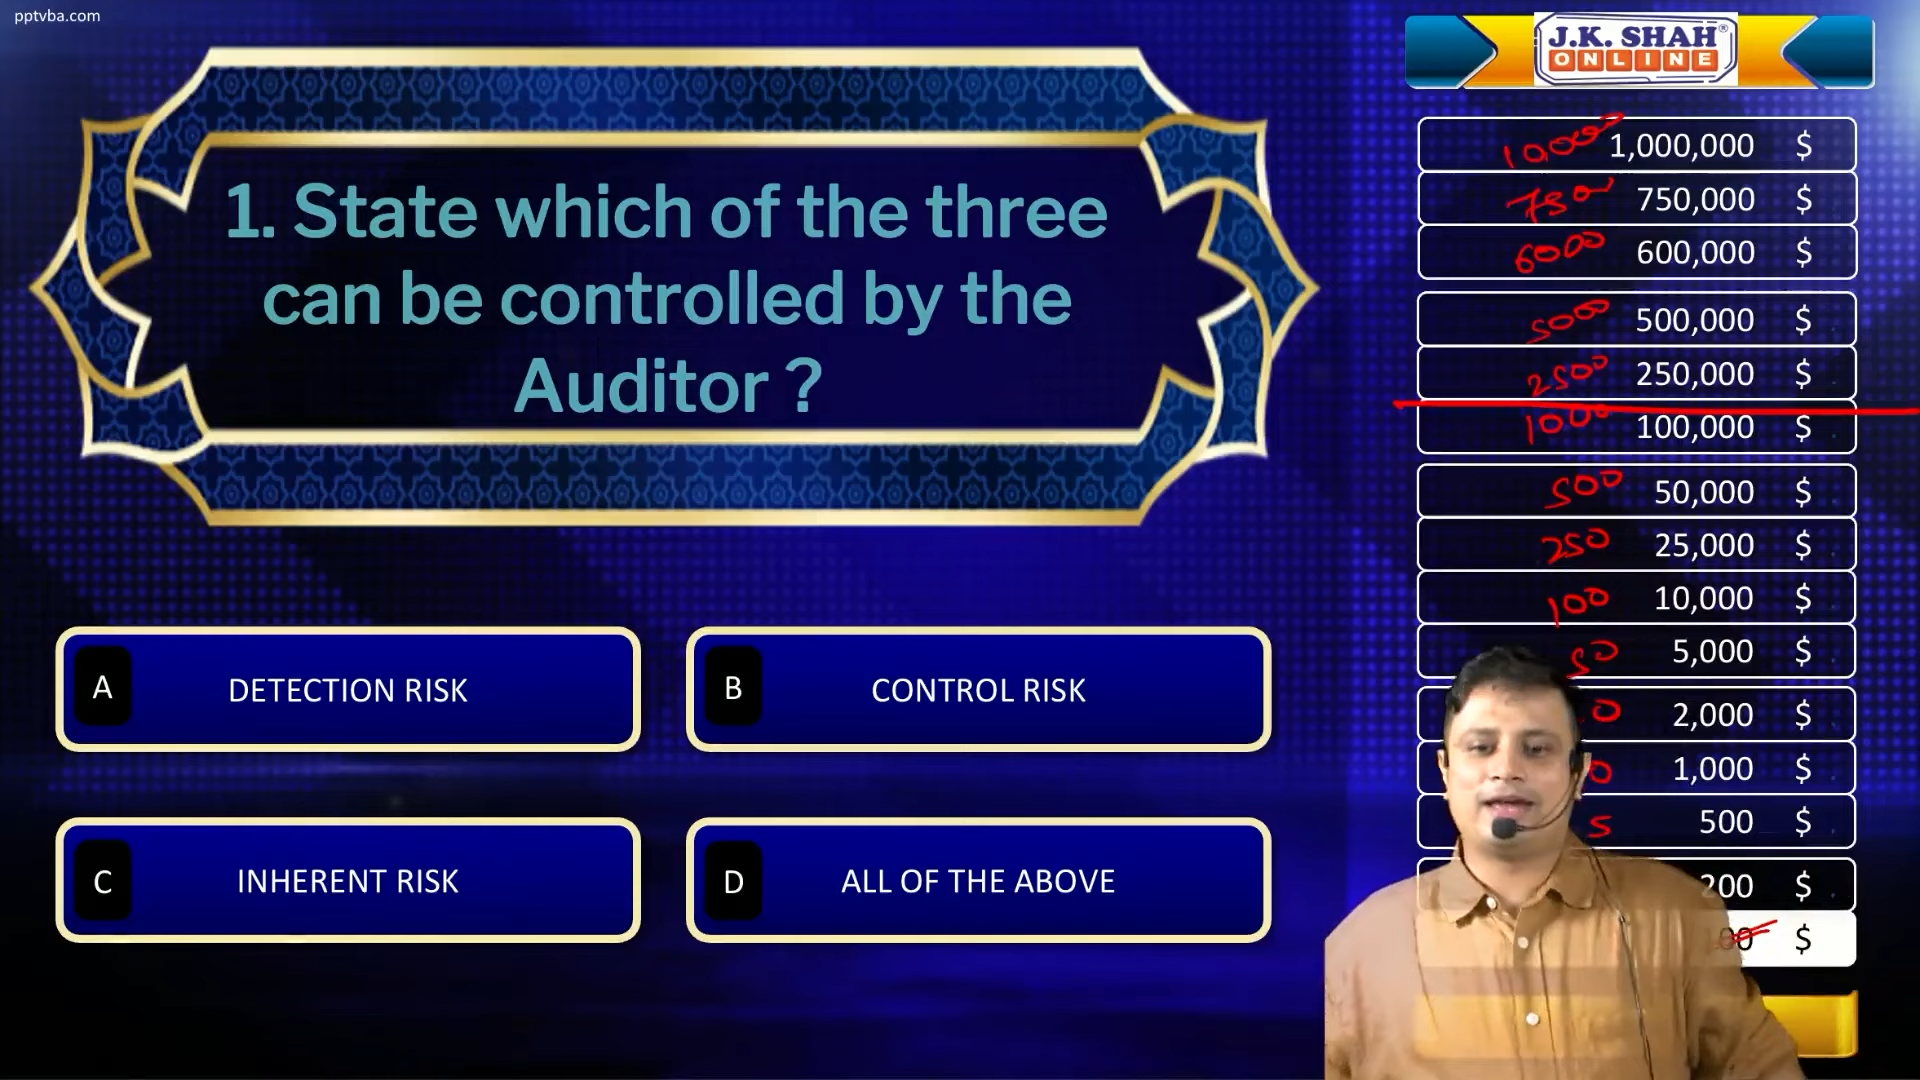 pptvba.com
J.K. SHAH®
ONLINE
1. State which of the three
can be controlled by the
Auditor ?
A DETECTION RISK
B CONTROL RISK
C INHERENT RISK
D ALL OF THE ABOVE
1,000,000 $
750,000 $
6000 600,000 $
5000 500,000 $
2500 250,000 $
1000 100,000 $
500 50,000 $
250 25,000 $
100 10,000 $
50 5,000 $
2,000 $
1,000 $
5 500 $
200 $
$